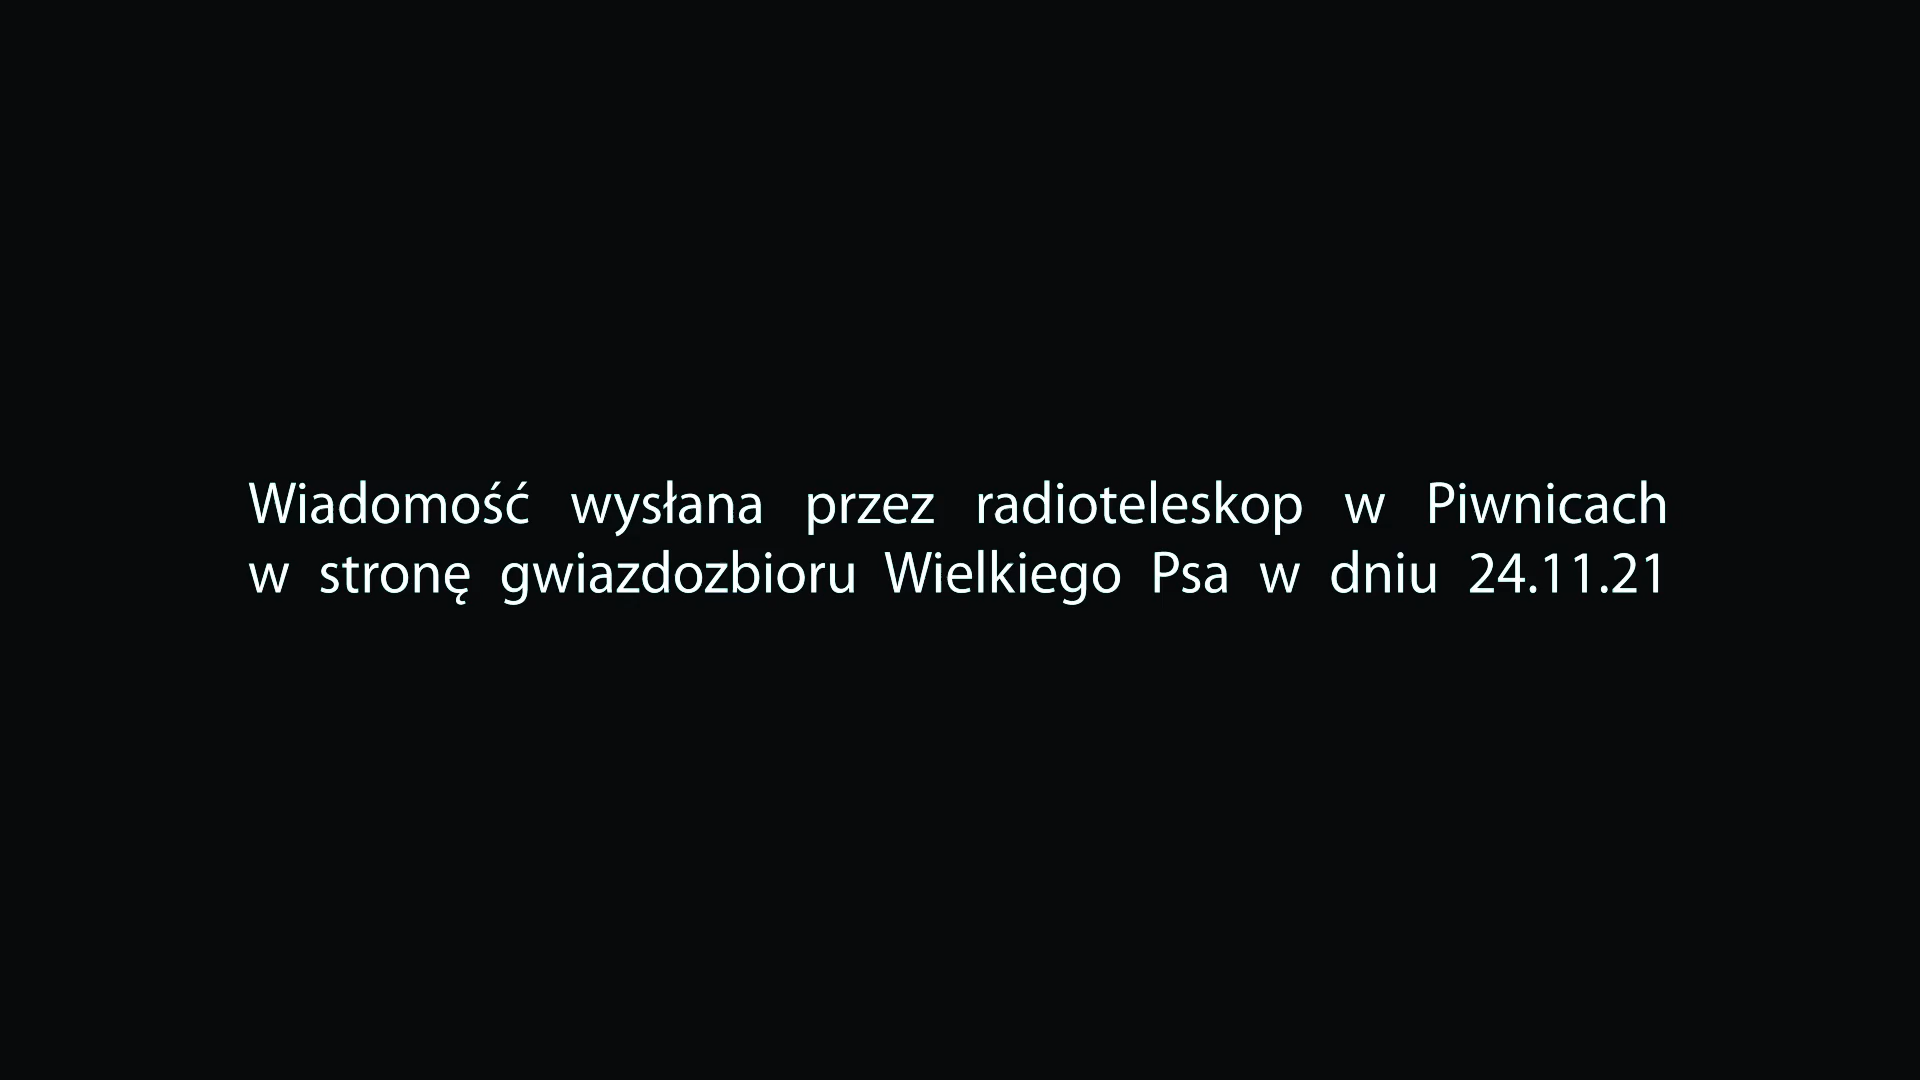 Wiadomość wysłana przez radioteleskop w Piwnicach
w stronę gwiazdozbioru Wielkiego Psa w dniu 24.11.21